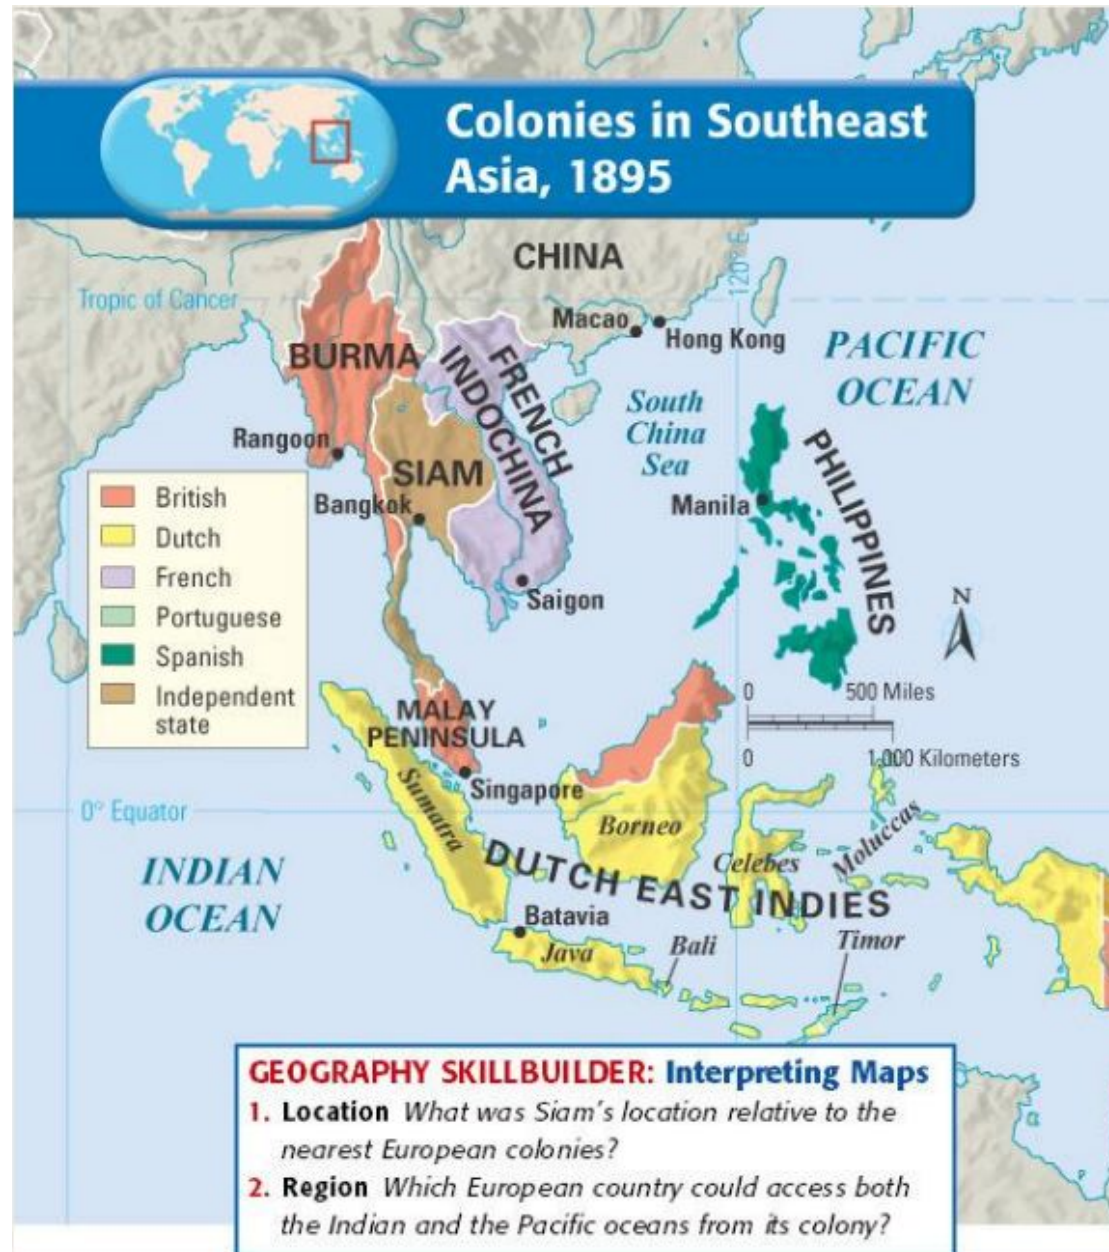 Colonies in Southeast
Asia, 1895
CHINA
120° E
Tropic of Cancer
Macao
Hong Kong
PACIFIC
OCEAN
BURMA
FRENCH
INDOCHINA
South
China
Sea
Rangoon
SIAM
PHILIPPINES
Bangkok
Manila
British
Dutch
French
Portuguese
Spanish
Independent
state
Saigon
N
0
500 Miles
0
1,000 Kilometers
MALAY
PENINSULA
Singapore
Sumatra
0° Equator
Borneo
Celebes
Moluccas
INDIAN
OCEAN
DUTCH EAST INDIES
Batavia
Java
Bali
Timor
GEOGRAPHY SKILLBUILDER: Interpreting Maps
1. Location What was Siam's location relative to the
nearest European colonies?
2. Region Which European country could access both
the Indian and the Pacific oceans from its colony?